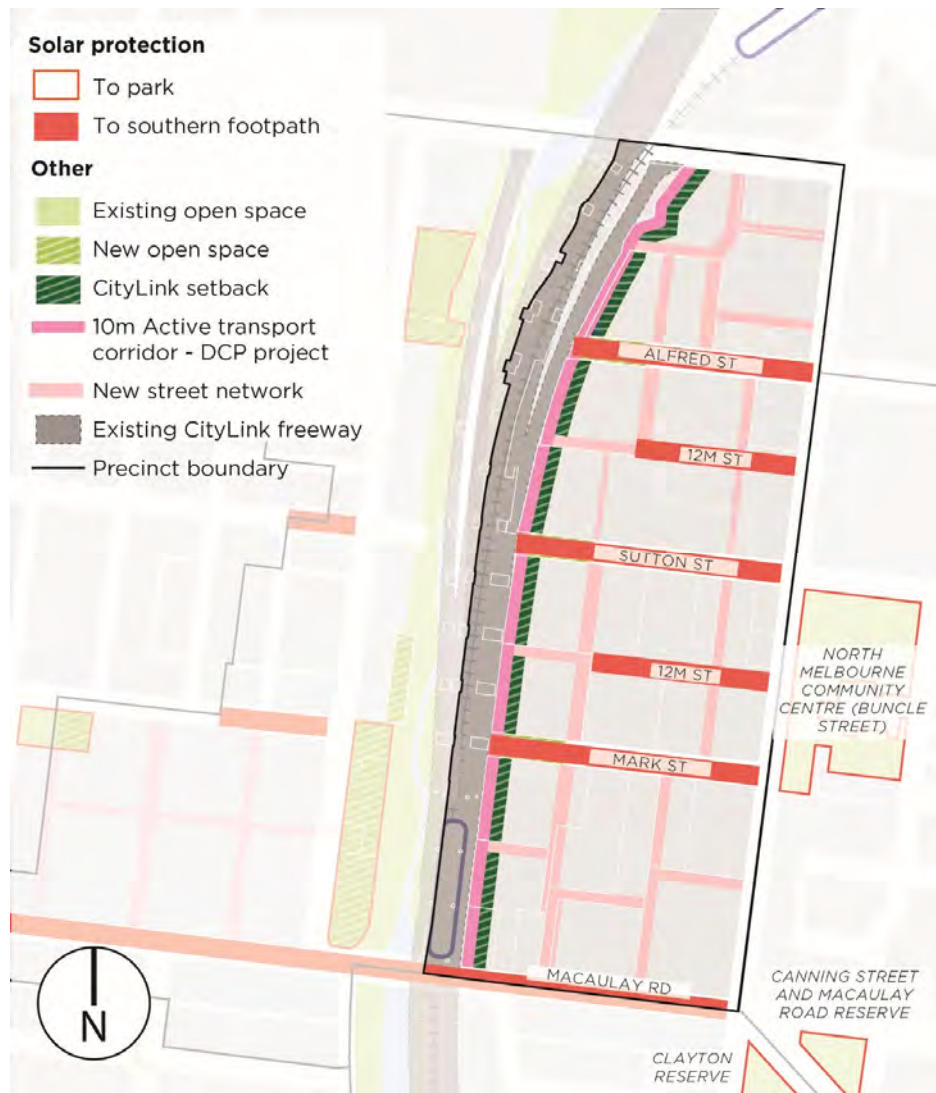 Solar protection
To park
To southern footpath
Other
Existing open space
New open space
CityLink setback
10m Active transport
corridor - DCP project
New street network
Existing CityLink freeway
Precinct boundary
ALFRED ST
12M ST
SUTTON ST
NORTH
MELBOURNE
COMMUNITY
CENTRE (BUNCLE
STREET)
12M ST
MARK ST
MACAULAY RD
CANNING STREET
AND MACAULAY
ROAD RESERVE
CLAYTON
RESERVE
N